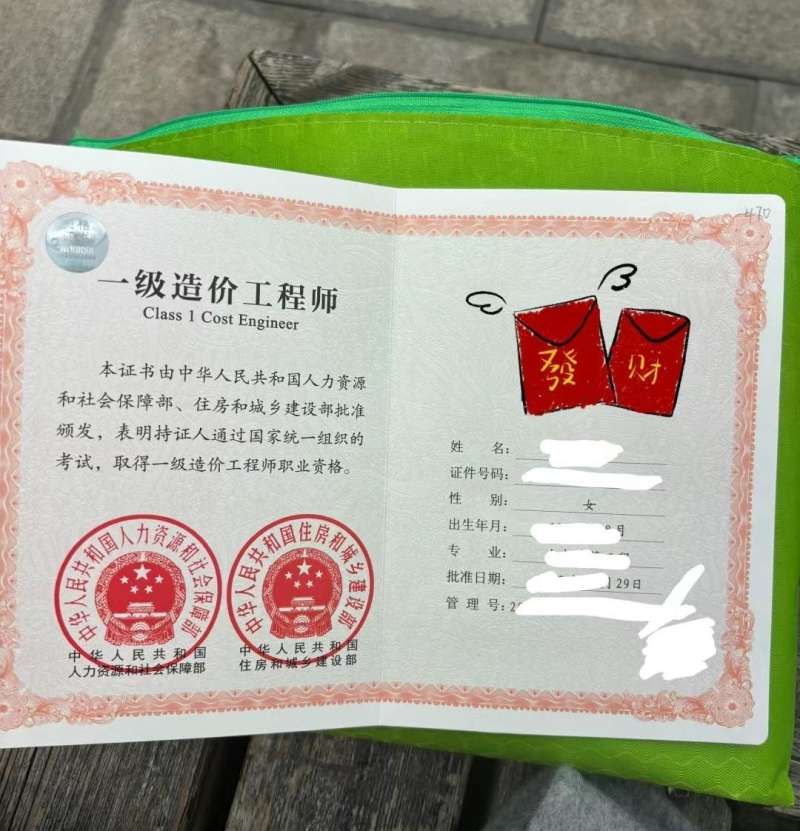 一级造价工程师
Class 1 Cost Engineer
本证书由中华人民共和国人力资源
和社会保障部、住房和城乡建设部批准
颁发，表明持证人通过国家统一组织的
考试，取得一级造价工程师职业资格。
中华人民共和国人力资源和社会保障部
中华人民共和国住房和城乡建设部
中华人民共和国
人力资源和社会保障部
中华人民共和国
住房和城乡建设部
470
發 财
姓 名：
证件号码：
性 别： 女
出生年月： 8月
专 业：
批准日期： 月29日
管 理 号：2